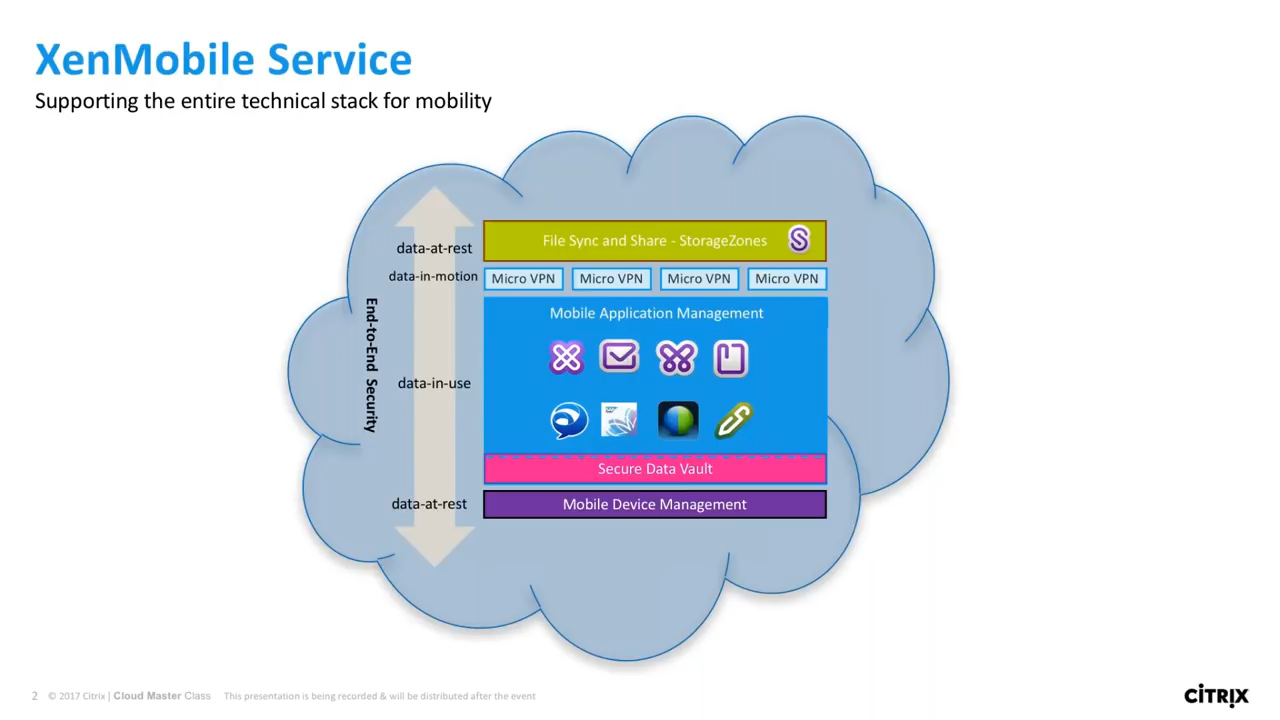 XenMobile Service
Supporting the entire technical stack for mobility
data-at-rest
File Sync and Share - StorageZones
data-in-motion
Micro VPN
Micro VPN
Micro VPN
Micro VPN
Mobile Application Management
End-to-End Security
data-in-use
Secure Data Vault
data-at-rest
Mobile Device Management
2 © 2017 Citrix | Cloud Master Class This presentation is being recorded & will be distributed after the event
CITRIX